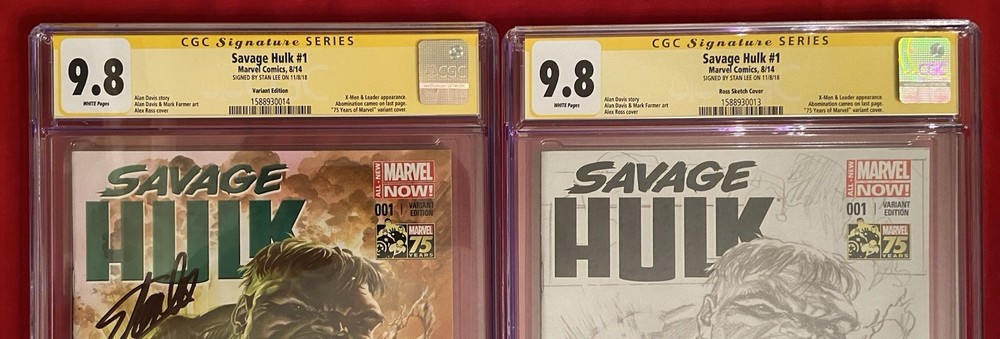 CGC Signature SERIES
9.8
WHITE Pages
Savage Hulk #1
Marvel Comics, 8/14
SIGNED BY STAN LEE ON 11/8/18
Variant Edition
Alan Davis story
Alan Davis & Mark Farmer art
Alex Ross cover
1588930014
X-Men & Leader appearance.
Abomination cameo on last page.
"75 Years of Marvel" variant cover.
CGC
SAVAGE
HULK
ALL-NEW
MARVEL
NOW!
001 | VARIANT
EDITION
MARVEL
75
YEARS
Stan Lee
CGC Signature SERIES
9.8
WHITE Pages
Savage Hulk #1
Marvel Comics, 8/14
SIGNED BY STAN LEE ON 11/8/18
Ross Sketch Cover
Alan Davis story
Alan Davis & Mark Farmer art
Alex Ross cover
1588930013
X-Men & Leader appearance.
Abomination cameo on last page.
"75 Years of Marvel" variant cover.
CGC
SAVAGE
HULK
ALL-NEW
MARVEL
NOW!
001 | VARIANT
EDITION
MARVEL
75
YEARS